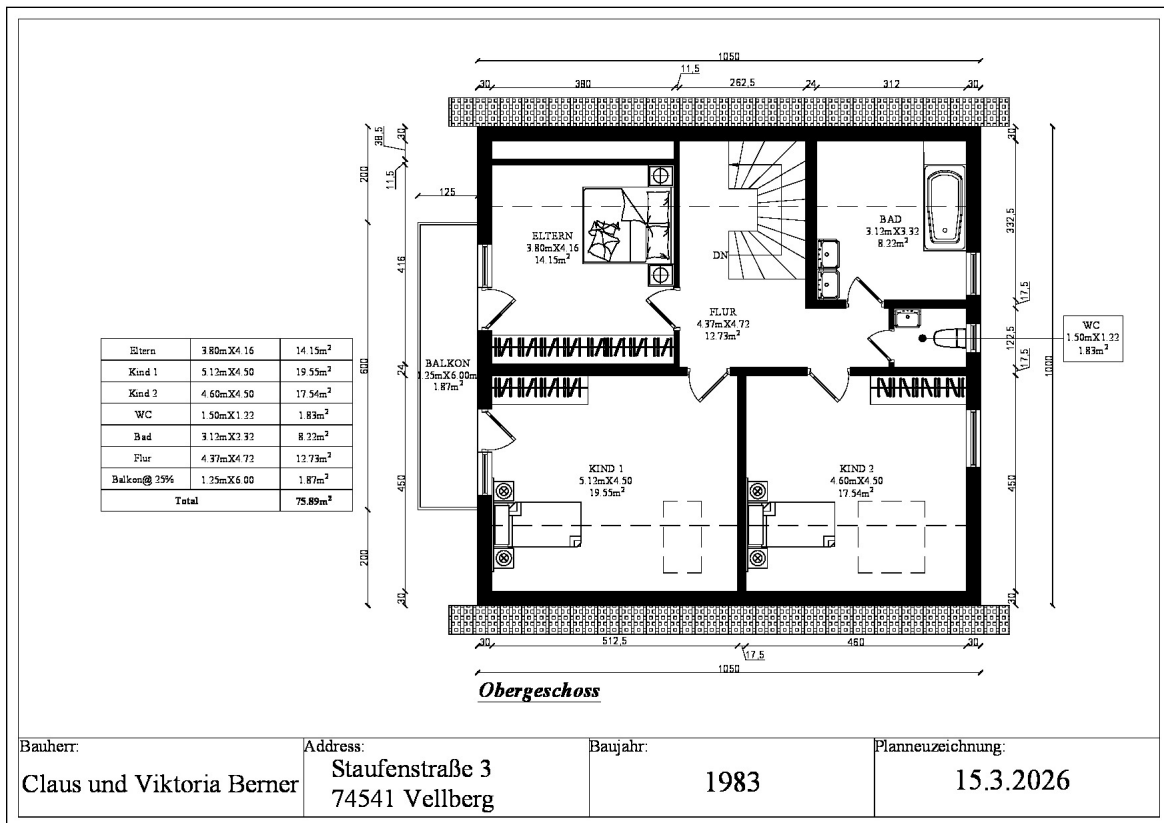 1050
11,5
30
380
262,5
24
312
30
200
38,5
30
11,5
125
416
600
24
450
200
30
30
332,5
17,5
122,5
17,5
1000
450
30
ELTERN
3.80mX4.16
14.15m²
BAD
3.12mX3.32
8.22m²
DN
FLUR
4.37mX4.72
12.73m²
WC
1.50mX1.22
1.83m²
BALKON
1.25mX6.00m
1.87m²
Eltern 3.80mX4.16 14.15m²
Kind 1 5.12mX4.50 19.55m²
Kind 2 4.60mX4.50 17.54m²
WC 1.50mX1.22 1.83m²
Bad 3.12mX2.32 8.22m²
Flur 4.37mX4.72 12.73m²
Balkon@ 25% 1.25mX6.00 1.87m²
Total 75.89m²
KIND 1
5.12mX4.50
19.55m²
KIND 2
4.60mX4.50
17.54m²
30
512,5
17,5
460
30
1050
Obergeschoss
Bauherr:
Claus und Viktoria Berner
Address:
Staufenstraße 3
74541 Vellberg
Baujahr:
1983
Planneuzeichnung:
15.3.2026